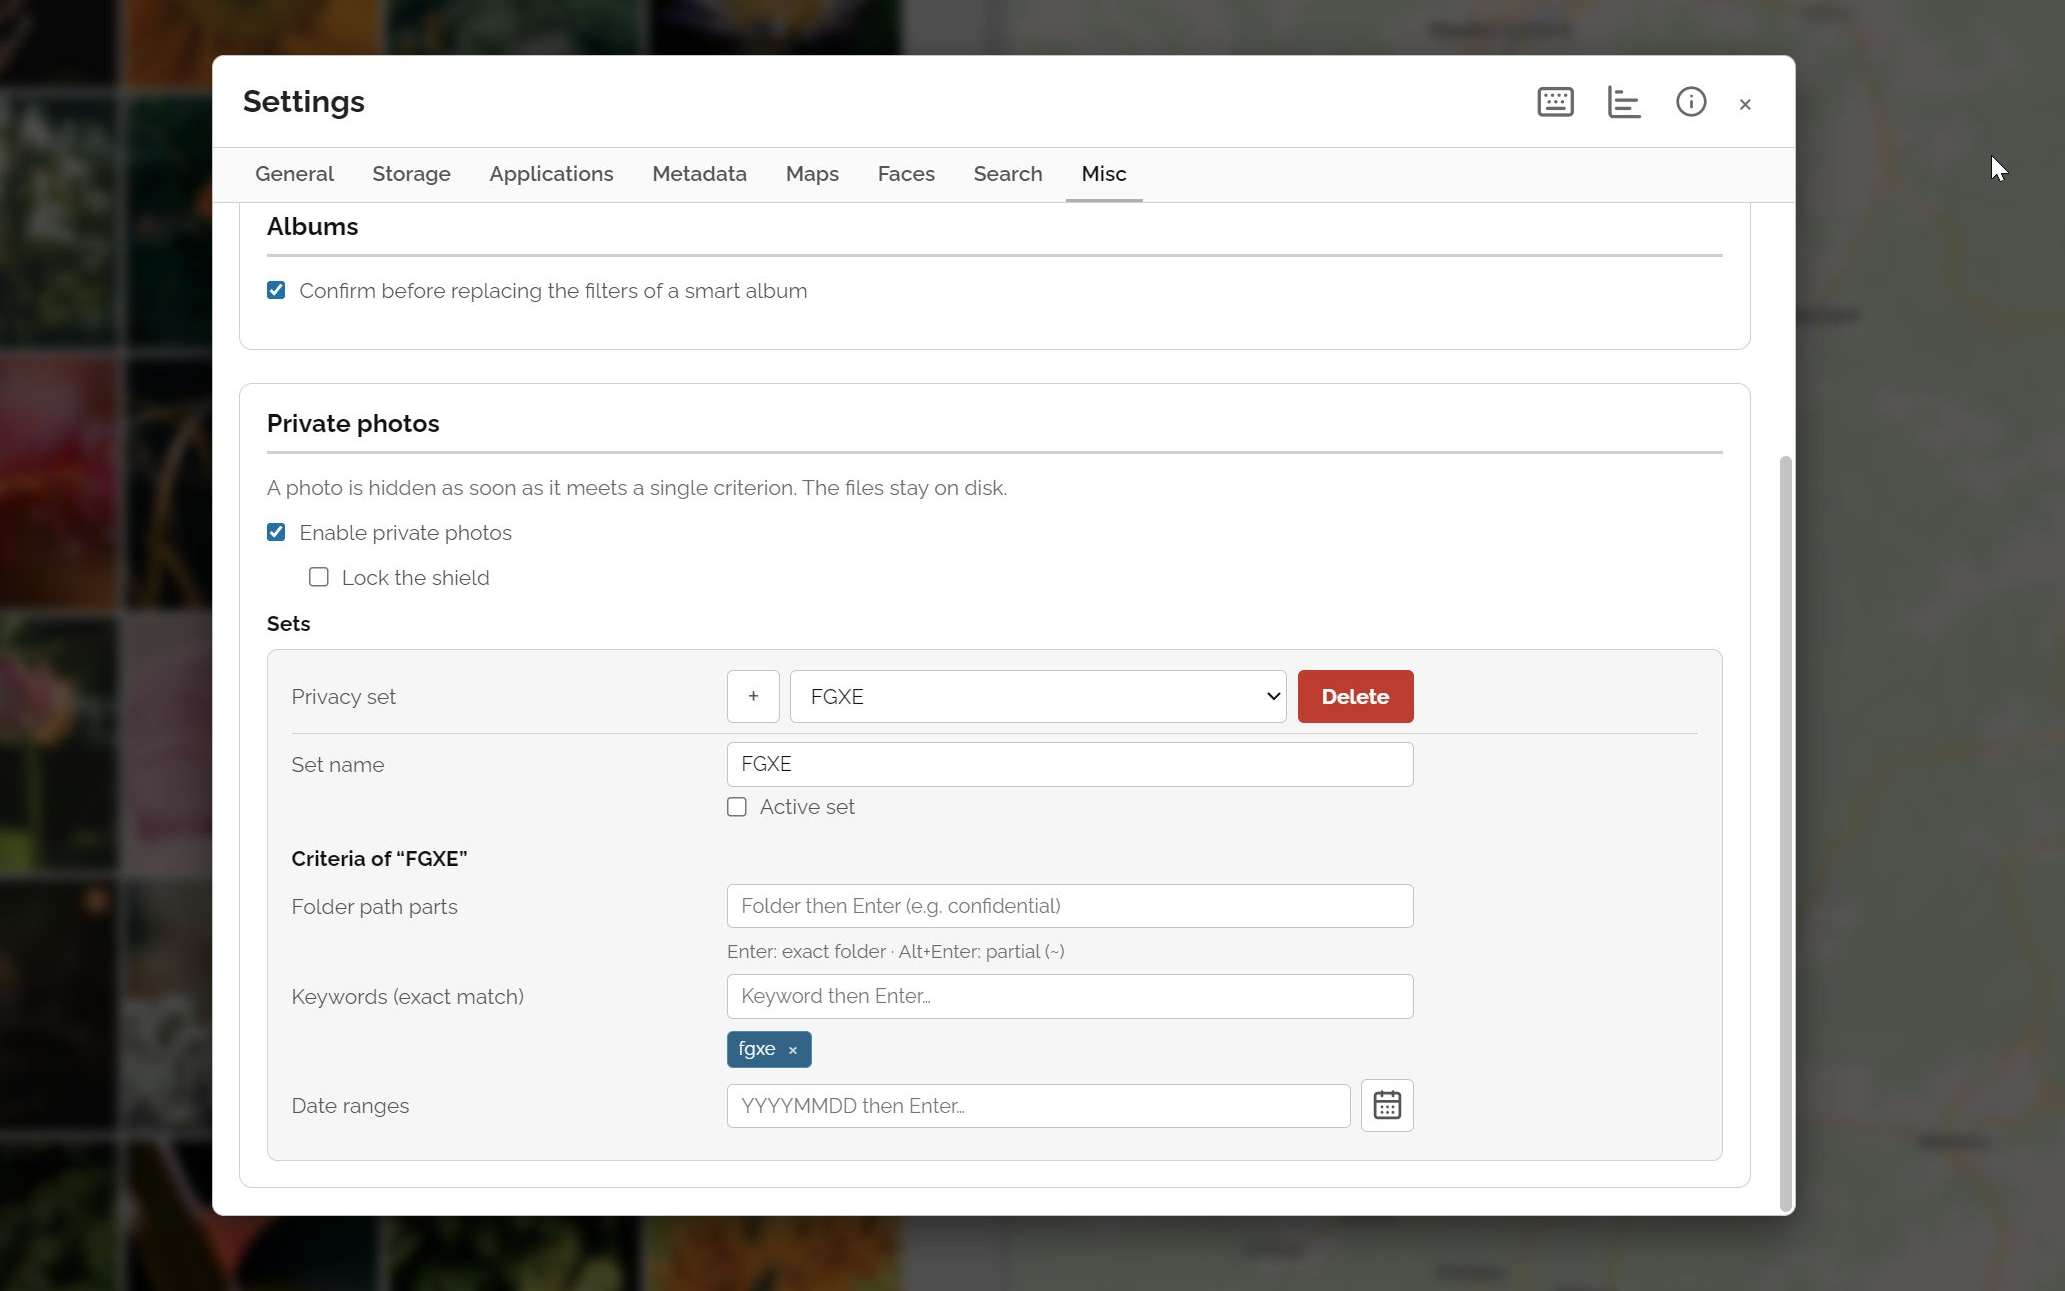 Settings
General Storage Applications Metadata Maps Faces Search Misc
Albums
Confirm before replacing the filters of a smart album
Private photos
A photo is hidden as soon as it meets a single criterion. The files stay on disk.
Enable private photos
Lock the shield
Sets
Privacy set + FGXE Delete
Set name FGXE
Active set
Criteria of “FGXE”
Folder path parts Folder then Enter (e.g. confidential)
Enter: exact folder · Alt+Enter: partial (~)
Keywords (exact match) Keyword then Enter…
fgxe ×
Date ranges YYYYMMDD then Enter…